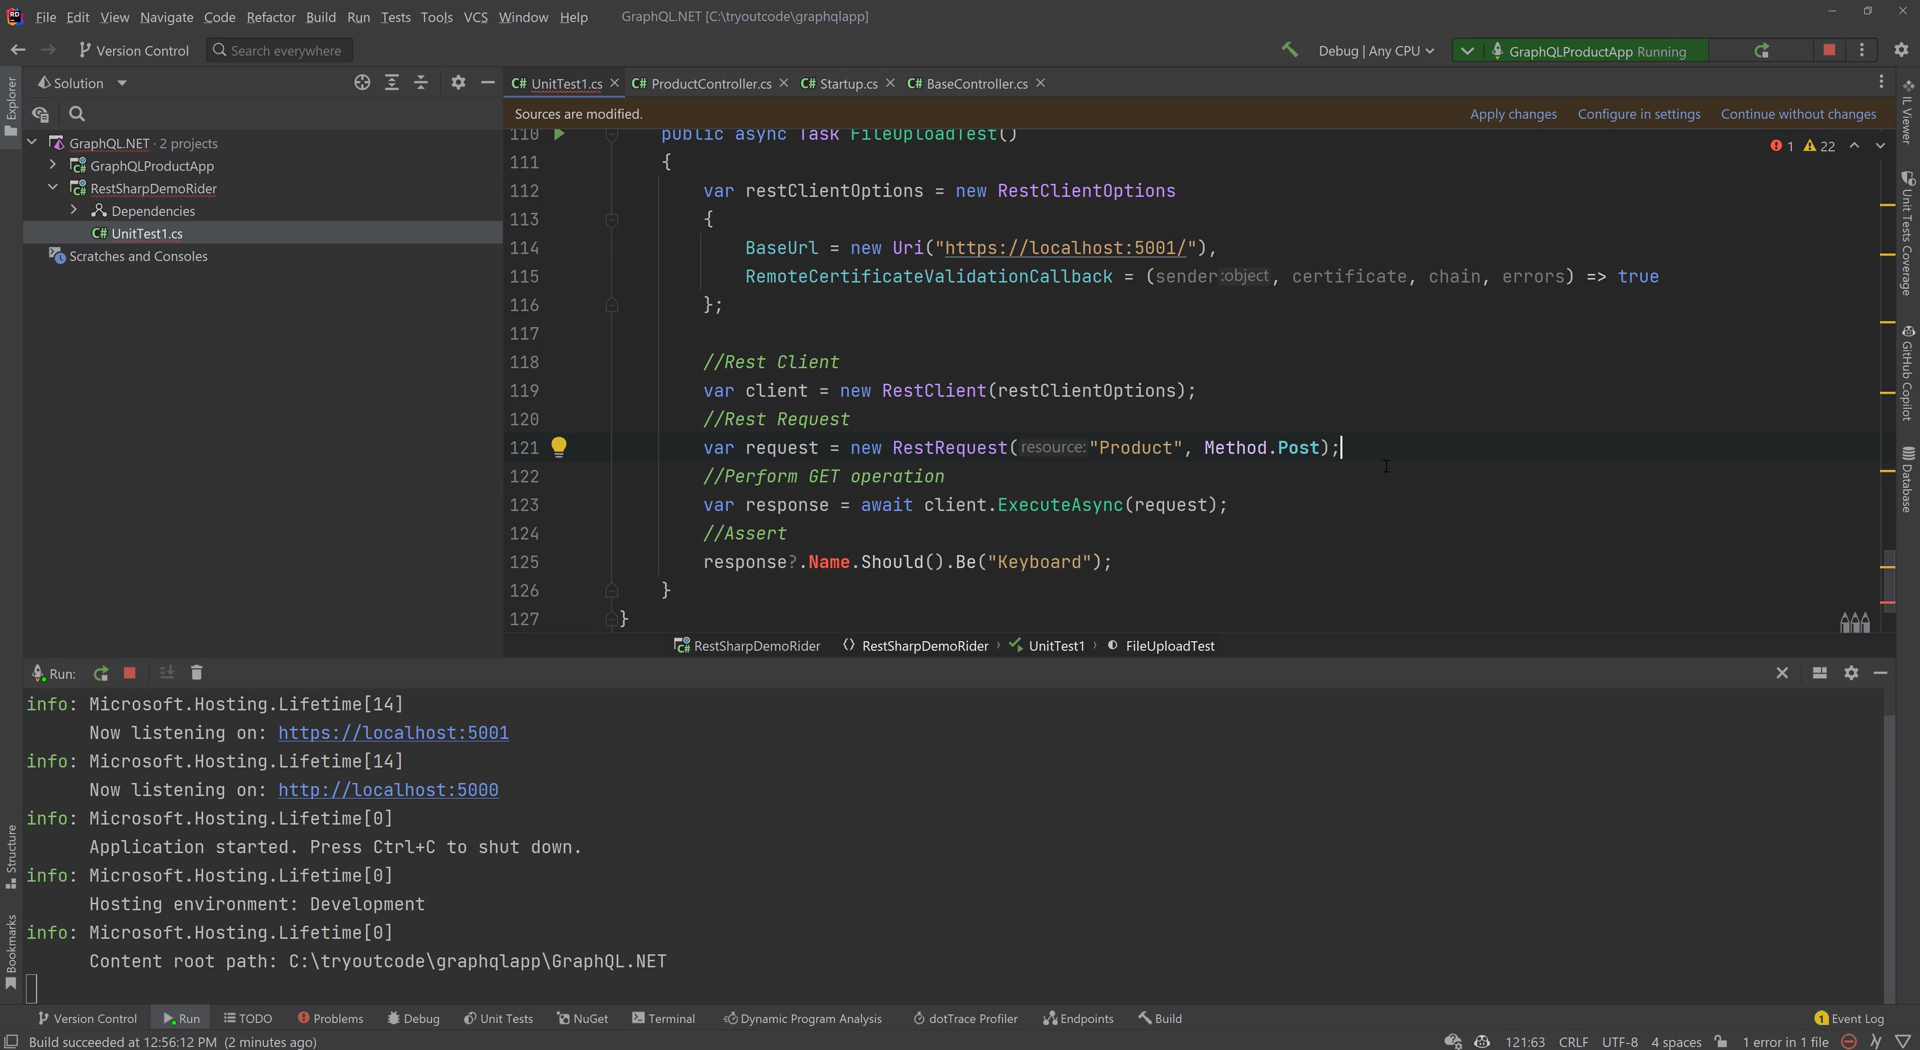 File Edit View Navigate Code Refactor Build Run Tests Tools VCS Window Help GraphQL.NET [C:\tryoutcode\graphqlapp]
Version Control Search everywhere Debug | Any CPU GraphQLProductApp Running
Solution
C# UnitTest1.cs C# ProductController.cs C# Startup.cs C# BaseController.cs
Sources are modified. Apply changes Configure in settings Continue without changes
Explorer
GraphQL.NET · 2 projects
GraphQLProductApp
RestSharpDemoRider
Dependencies
C# UnitTest1.cs
Scratches and Consoles
1 22
110 public async Task FileUploadTest()
111 {
112 var restClientOptions = new RestClientOptions
113 {
114 BaseUrl = new Uri("https://localhost:5001/"),
115 RemoteCertificateValidationCallback = (sender:object, certificate, chain, errors) => true
116 };
117
118 //Rest Client
119 var client = new RestClient(restClientOptions);
120 //Rest Request
121 var request = new RestRequest(resource:"Product", Method.Post);
122 //Perform GET operation
123 var response = await client.ExecuteAsync(request);
124 //Assert
125 response?.Name.Should().Be("Keyboard");
126 }
127 }
RestSharpDemoRider RestSharpDemoRider UnitTest1 FileUploadTest
IL Viewer
Unit Tests Coverage
GitHub Copilot
Database
Run:
info: Microsoft.Hosting.Lifetime[14]
Now listening on: https://localhost:5001
info: Microsoft.Hosting.Lifetime[14]
Now listening on: http://localhost:5000
info: Microsoft.Hosting.Lifetime[0]
Application started. Press Ctrl+C to shut down.
info: Microsoft.Hosting.Lifetime[0]
Hosting environment: Development
info: Microsoft.Hosting.Lifetime[0]
Content root path: C:\tryoutcode\graphqlapp\GraphQL.NET
Structure
Bookmarks
Version Control Run TODO Problems Debug Unit Tests NuGet Terminal Dynamic Program Analysis dotTrace Profiler Endpoints Build 1 Event Log
Build succeeded at 12:56:12 PM (2 minutes ago) 121:63 CRLF UTF-8 4 spaces 1 error in 1 file